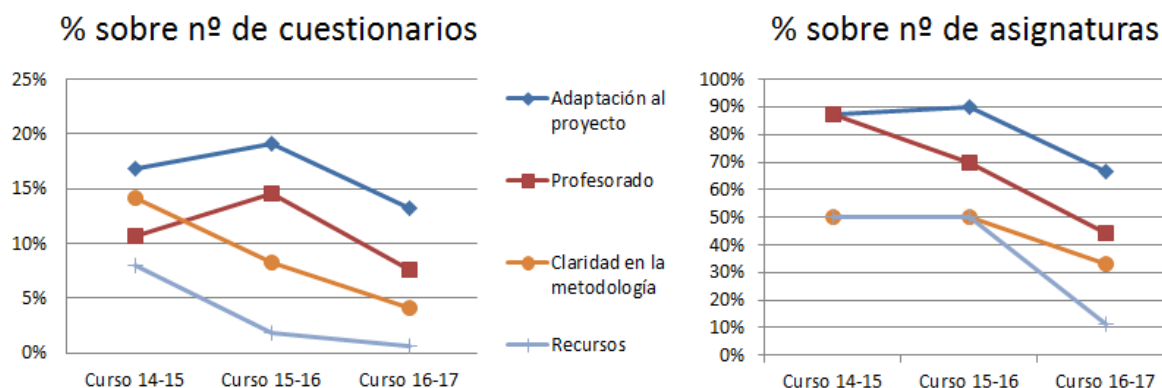 % sobre nº de cuestionarios
25%
20%
15%
10%
5%
0%
Curso 14-15
Curso 15-16
Curso 16-17
Adaptación al
proyecto
Profesorado
Claridad en la
metodología
Recursos
% sobre nº de asignaturas
100%
90%
80%
70%
60%
50%
40%
30%
20%
10%
0%
Curso 14-15
Curso 15-16
Curso 16-17